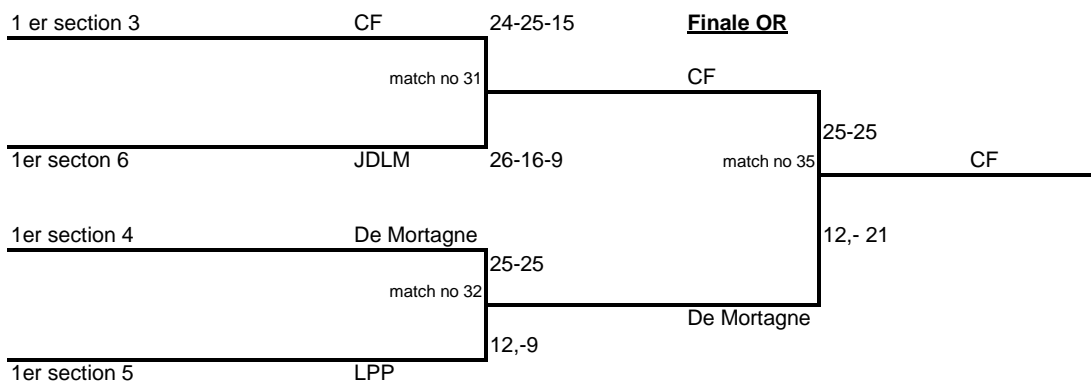 1 er section 3 CF 24-25-15 Finale OR
match no 31 CF
25-25
1er secton 6 JDLM 26-16-9 match no 35 CF
1er section 4 De Mortagne 12,- 21
25-25
match no 32
De Mortagne
12,-9
1er section 5 LPP